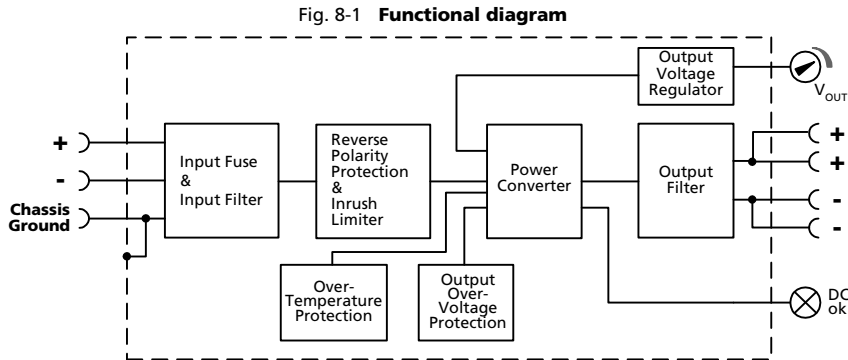 Fig. 8-1 Functional diagram
Output
Voltage
Regulator
VOUT
+
-
Chassis
Ground
Input Fuse
&
Input Filter
Reverse
Polarity
Protection
&
Inrush
Limiter
Power
Converter
Output
Filter
+
+
-
-
Over-
Temperature
Protection
Output
Over-
Voltage
Protection
DC
ok